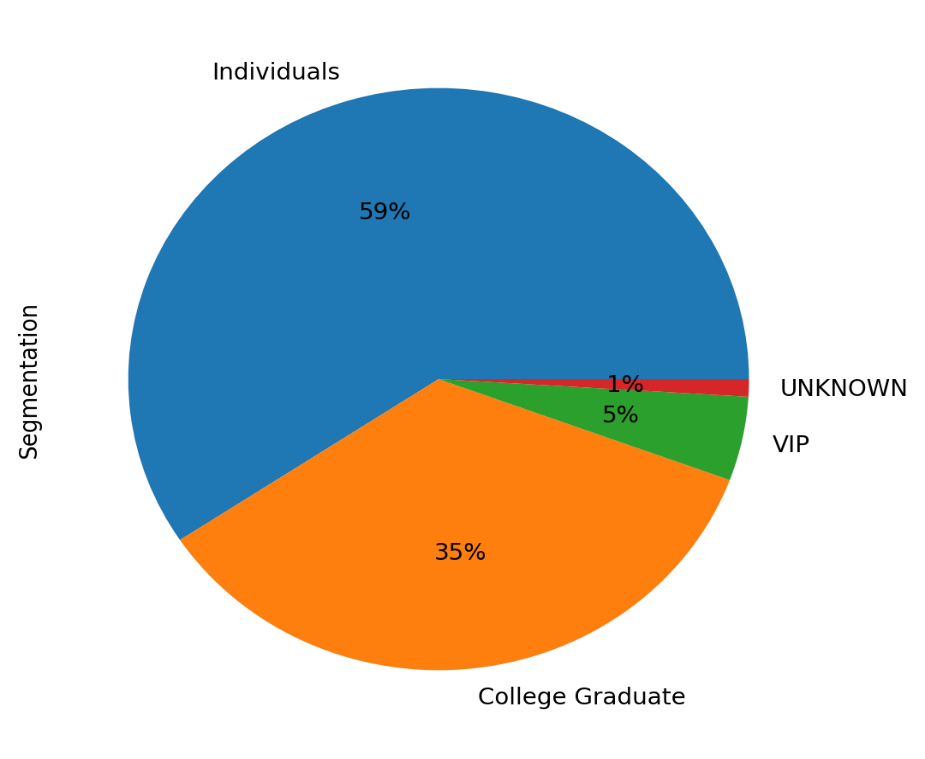 Individuals
59%
Segmentation
1%
UNKNOWN
5%
VIP
35%
College Graduate